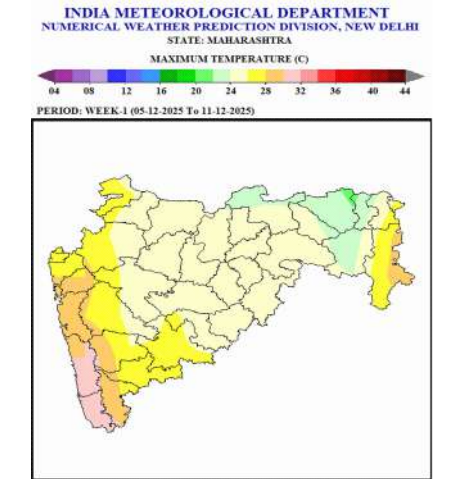 INDIA METEOROLOGICAL DEPARTMENT
NUMERICAL WEATHER PREDICTION DIVISION, NEW DELHI
STATE: MAHARASHTRA
MAXIMUM TEMPERATURE (C)
04 08 12 16 20 24 28 32 36 40 44
PERIOD: WEEK-1 (05-12-2025 To 11-12-2025)